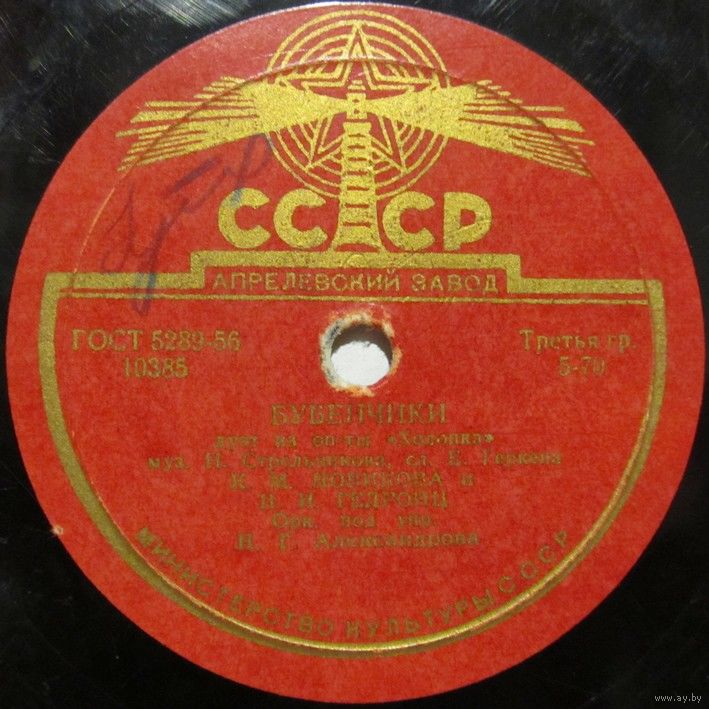 СССР
АПРЕЛЕВСКИЙ ЗАВОД
ГОСТ 5289-56
10385
Третья гр.
5-70
БУБЕНЧИКИ
дуэт из оп-ты «Холопка»
муз. Н. Стрельникова, сл. Е. Геркена
К. М. НОВИКОВА и
Н. И. ГЕДРОИЦ
Орк. под упр.
Н. Г. Александрова
МИНИСТЕРСТВО КУЛЬТУРЫ СССР
www.ay.by